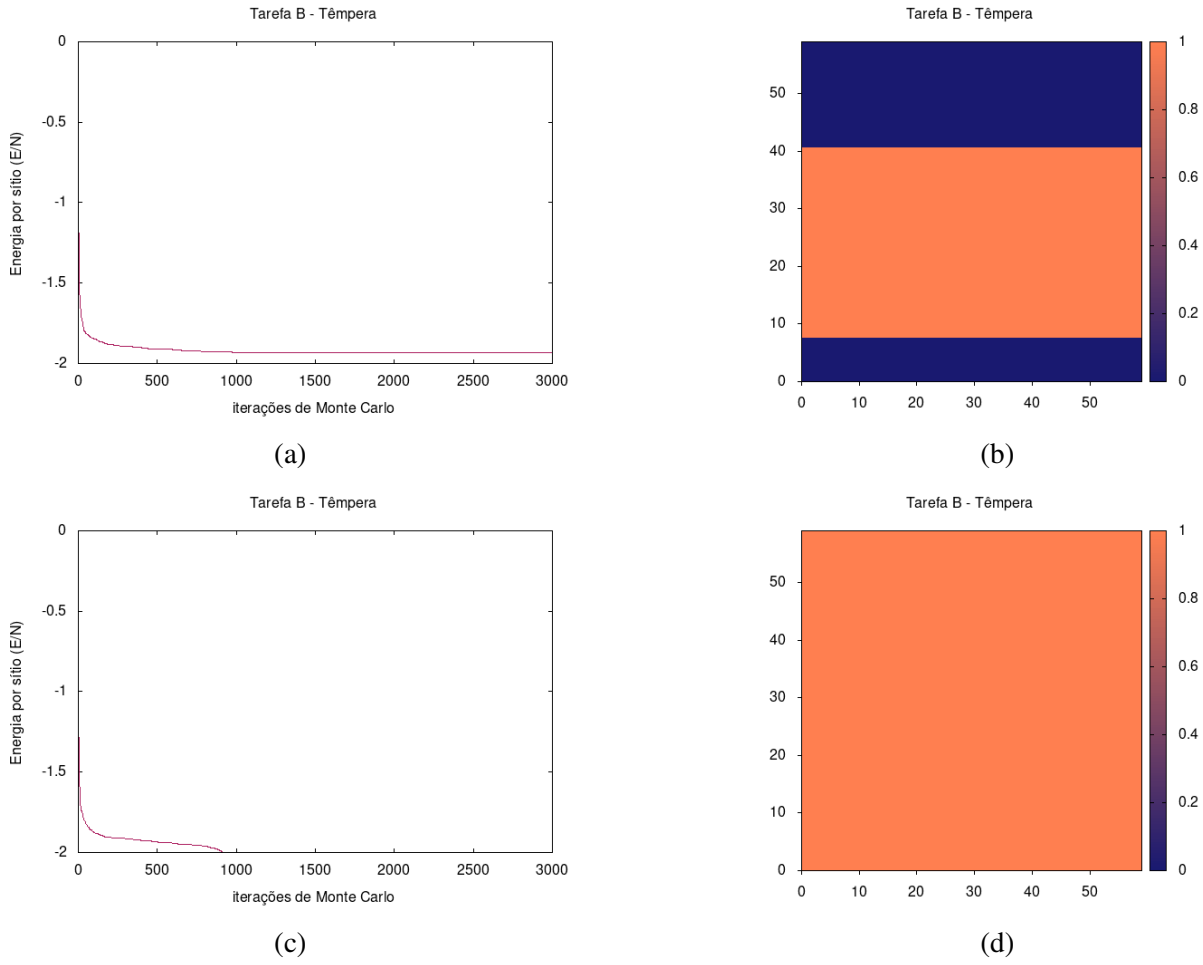 Tarefa B - Têmpera
0
-0.5
-1
-1.5
-2
Energia por sítio (E/N)
0 500 1000 1500 2000 2500 3000
iterações de Monte Carlo
(a)
Tarefa B - Têmpera
50
40
30
20
10
0
0 10 20 30 40 50
1
0.8
0.6
0.4
0.2
0
(b)
Tarefa B - Têmpera
0
-0.5
-1
-1.5
-2
Energia por sítio (E/N)
0 500 1000 1500 2000 2500 3000
iterações de Monte Carlo
(c)
Tarefa B - Têmpera
50
40
30
20
10
0
0 10 20 30 40 50
1
0.8
0.6
0.4
0.2
0
(d)